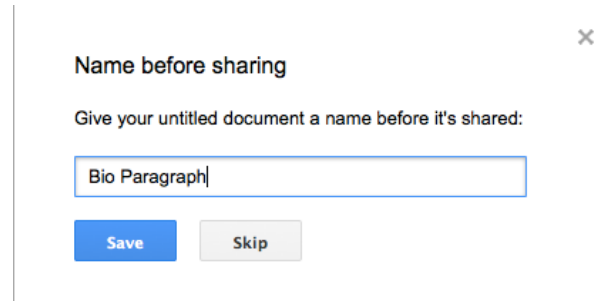 Name before sharing
Give your untitled document a name before it's shared:
Bio Paragraph
Save Skip